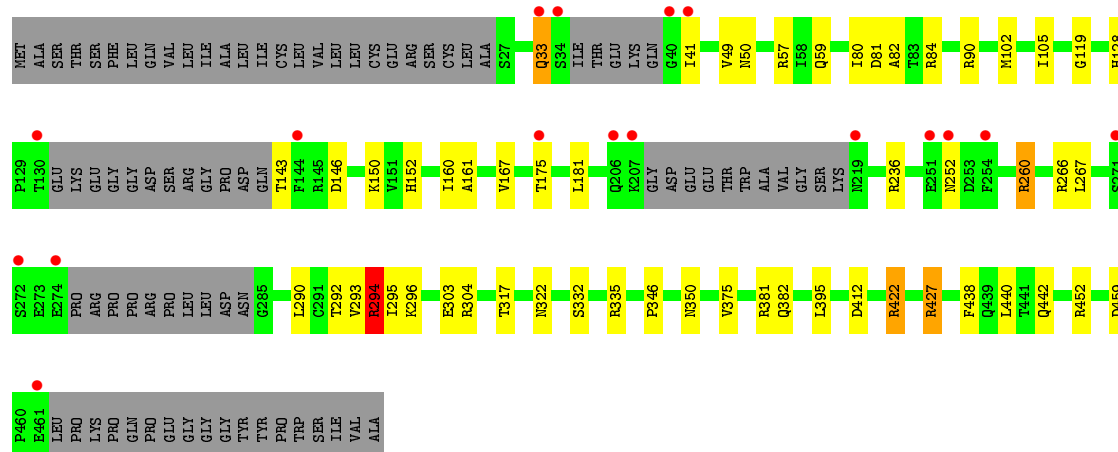 MET ALA SER THR SER PHE LEU GLN VAL LEU ILE ALA LEU ILE CYS LEU VAL LEU LEU CYS GLU ARG SER CYS LEU ALA S27 Q33 S34 ILE THR GLU LYS GLN G40 I41 V49 N50 R57 I58 Q59 I80 D81 A82 T83 R84 R90 M102 I105 G119 H128
P129 T130 GLU LYS GLU GLY GLY ASP SER ARG GLY PRO ASP GLN T143 F144 R145 D146 K150 V151 H152 I160 A161 V167 T175 L181 Q206 K207 GLY ASP GLU GLU THR TRP ALA VAL GLY SER LYS N219 R236 E251 N252 D253 F254 R260 R266 L267 S271
S272 E273 E274 PRO ARG PRO PRO ARG PRO LEU LEU ASP ASN G285 L290 C291 T292 V293 R294 I295 K296 E303 R304 T317 N322 S332 R335 P346 N350 V375 R381 Q382 L395 D412 R422 R427 F438 Q439 L440 T441 Q442 R452 D459
P460 E461 LEU PRO LYS PRO GLN PRO GLU GLY GLY GLY TYR TYR PRO TRP SER ILE VAL ALA